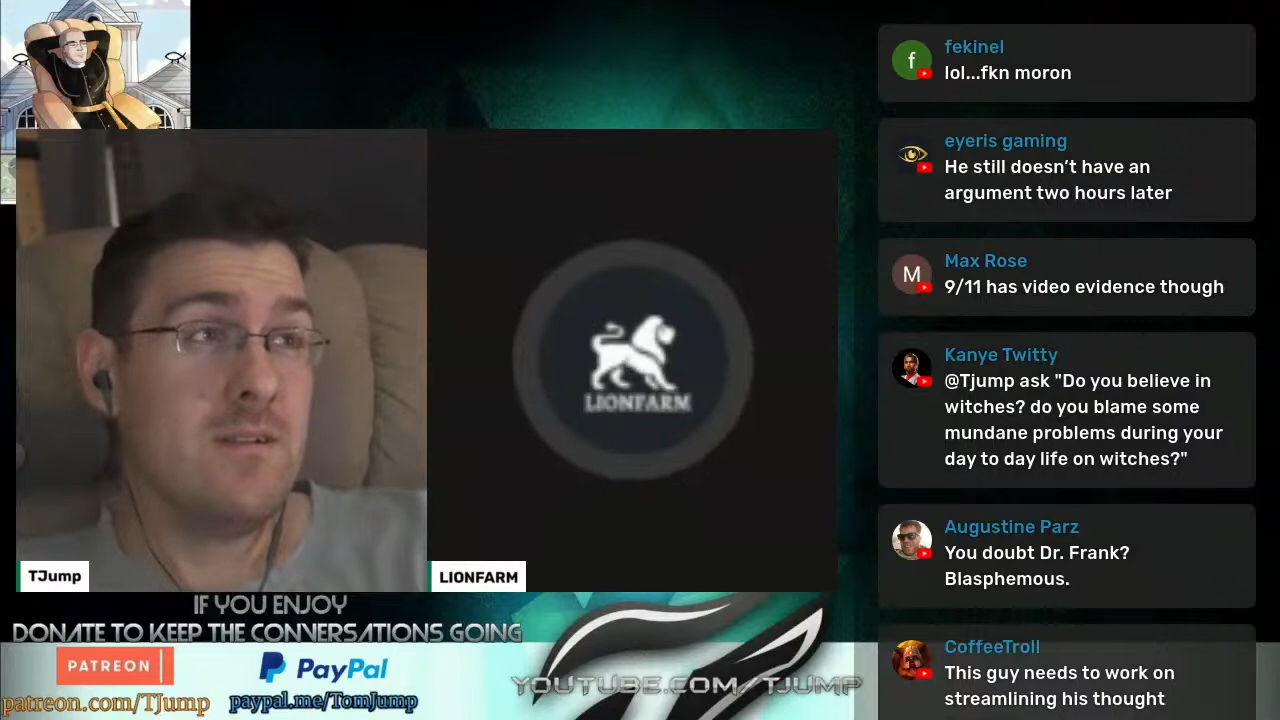 fekinel
lol...fkn moron
eyeris gaming
He still doesn't have an
argument two hours later
Max Rose
9/11 has video evidence though
Kanye Twitty
@Tjump ask "Do you believe in
witches? do you blame some
mundane problems during your
day to day life on witches?"
Augustine Parz
You doubt Dr. Frank?
Blasphemous.
CoffeeTroll
This guy needs to work on
streamlining his thought
f
M
LIONFARM
TJump
LIONFARM
IF YOU ENJOY
DONATE TO KEEP THE CONVERSATIONS GOING
PATREON
PayPal
patreon.com/TJump
paypal.me/TomJump
YOUTUBE.COM/TJUMP